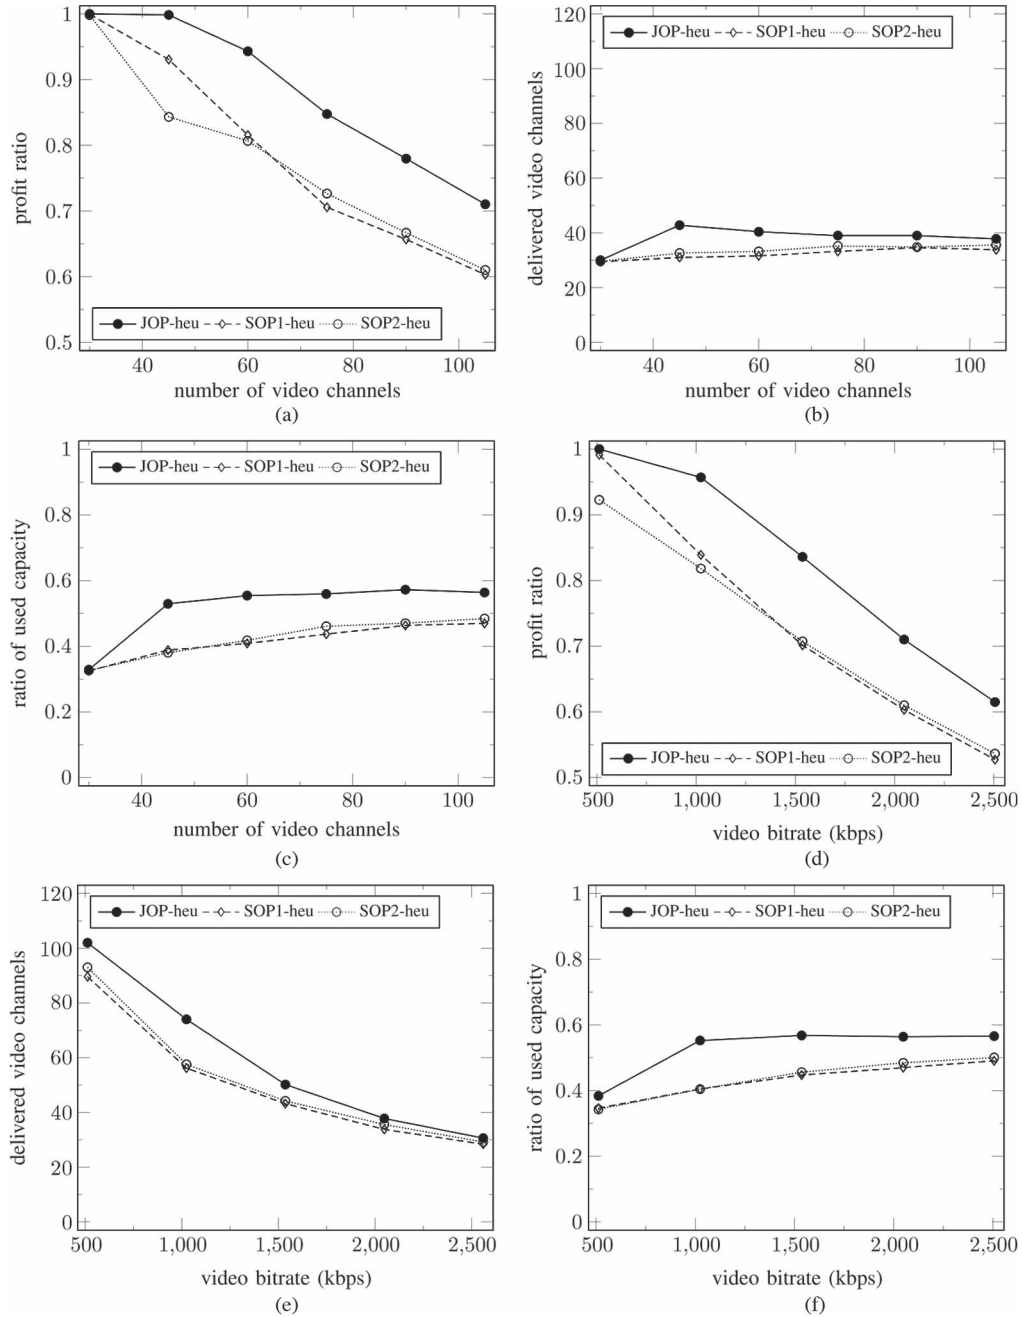 1
0.9
0.8
0.7
0.6
0.5
profit ratio
JOP-heu SOP1-heu SOP2-heu
40 60 80 100
number of video channels
(a)
120
100
80
60
40
20
0
delivered video channels
JOP-heu SOP1-heu SOP2-heu
40 60 80 100
number of video channels
(b)
1
0.8
0.6
0.4
0.2
0
ratio of used capacity
JOP-heu SOP1-heu SOP2-heu
40 60 80 100
number of video channels
(c)
1
0.9
0.8
0.7
0.6
0.5
profit ratio
JOP-heu SOP1-heu SOP2-heu
500 1,000 1,500 2,000 2,500
video bitrate (kbps)
(d)
120
100
80
60
40
20
0
delivered video channels
JOP-heu SOP1-heu SOP2-heu
500 1,000 1,500 2,000 2,500
video bitrate (kbps)
(e)
1
0.8
0.6
0.4
0.2
0
ratio of used capacity
JOP-heu SOP1-heu SOP2-heu
500 1,000 1,500 2,000 2,500
video bitrate (kbps)
(f)